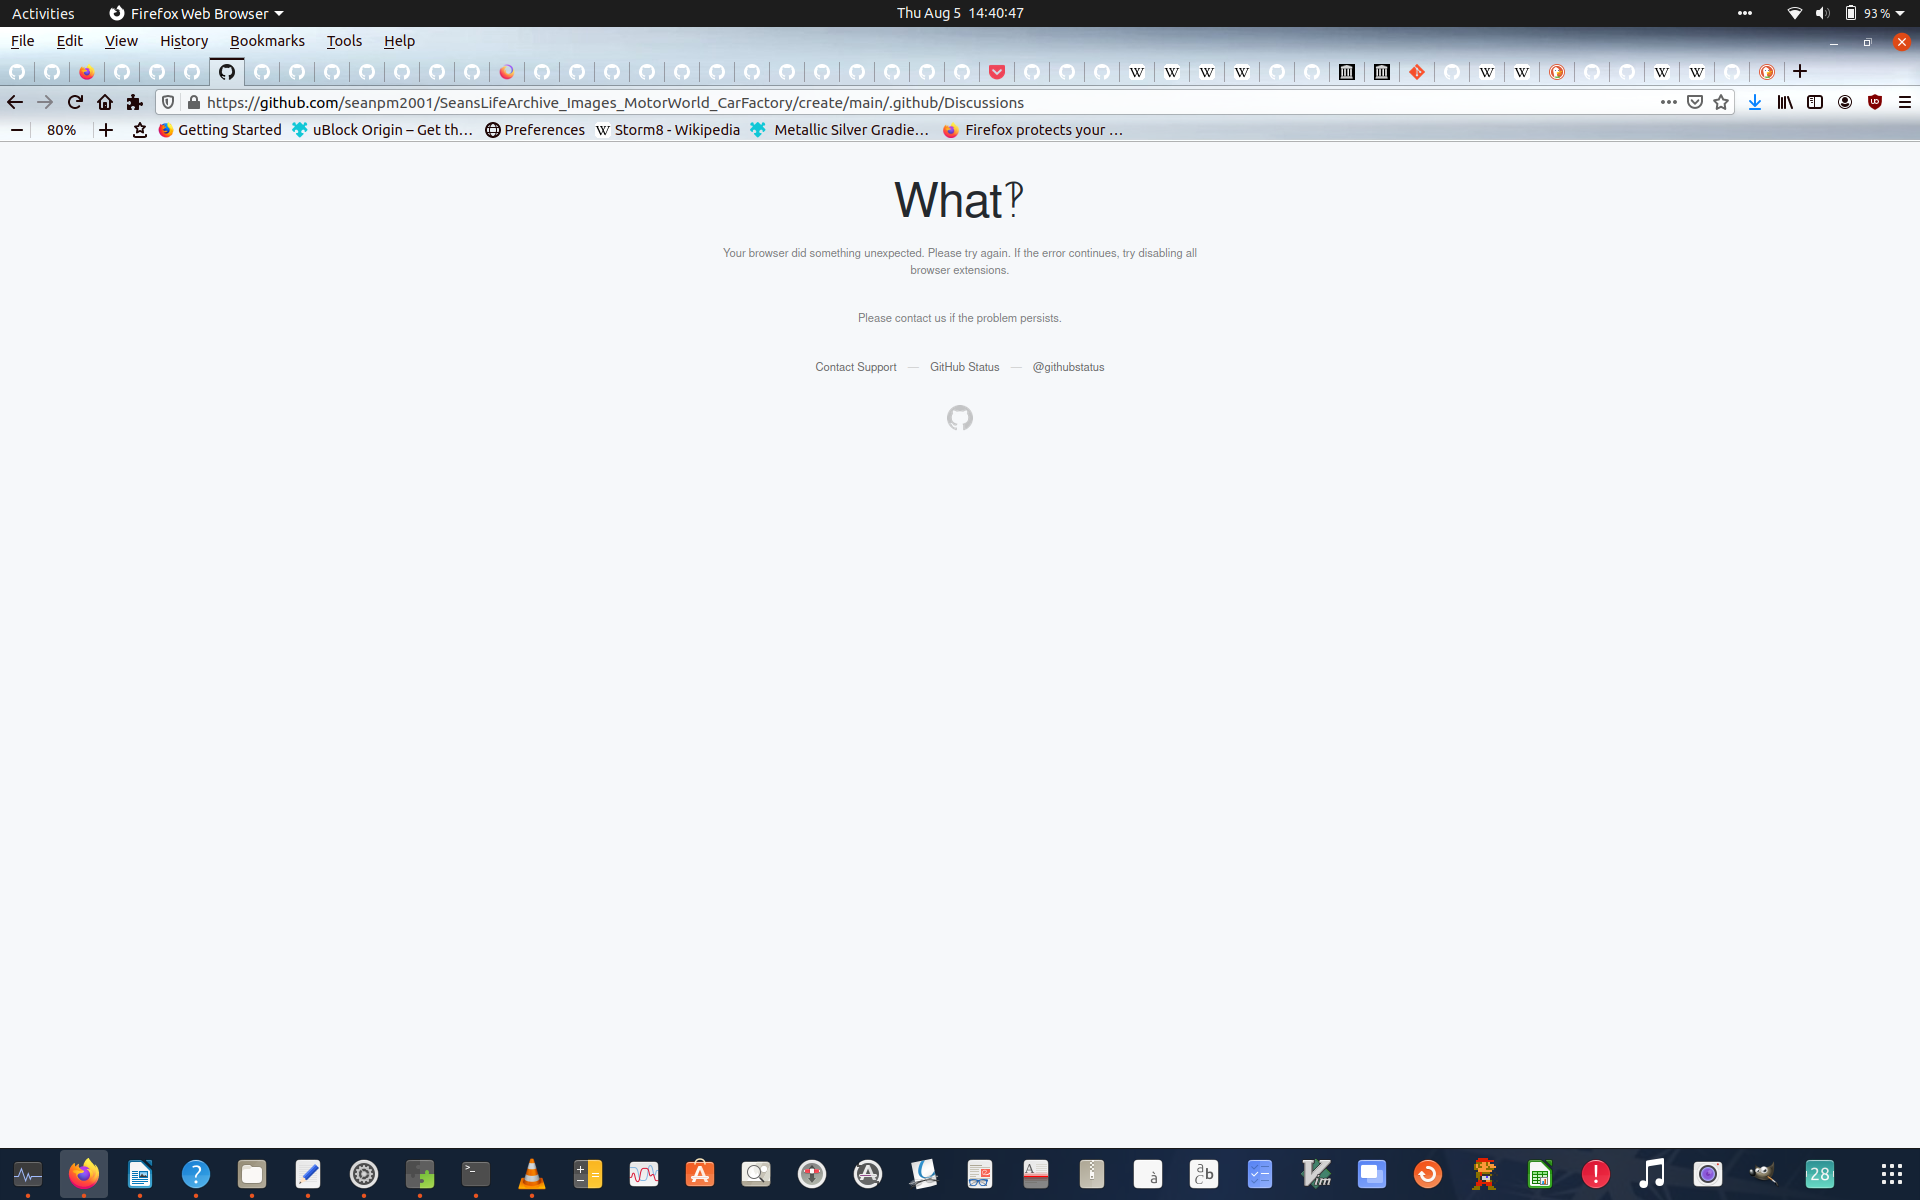 Activities Firefox Web Browser Thu Aug 5 14:40:47 93 %
File Edit View History Bookmarks Tools Help
https://github.com/seanpm2001/SeansLifeArchive_Images_MotorWorld_CarFactory/create/main/.github/Discussions
80% Getting Started uBlock Origin – Get th… Preferences W Storm8 - Wikipedia Metallic Silver Gradie… Firefox protects your …
What‽
Your browser did something unexpected. Please try again. If the error continues, try disabling all
browser extensions.
Please contact us if the problem persists.
Contact Support — GitHub Status — @githubstatus
28